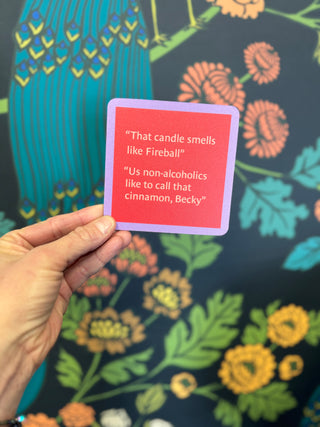 “That candle smells
like Fireball”
“Us non-alcoholics
like to call that
cinnamon, Becky”